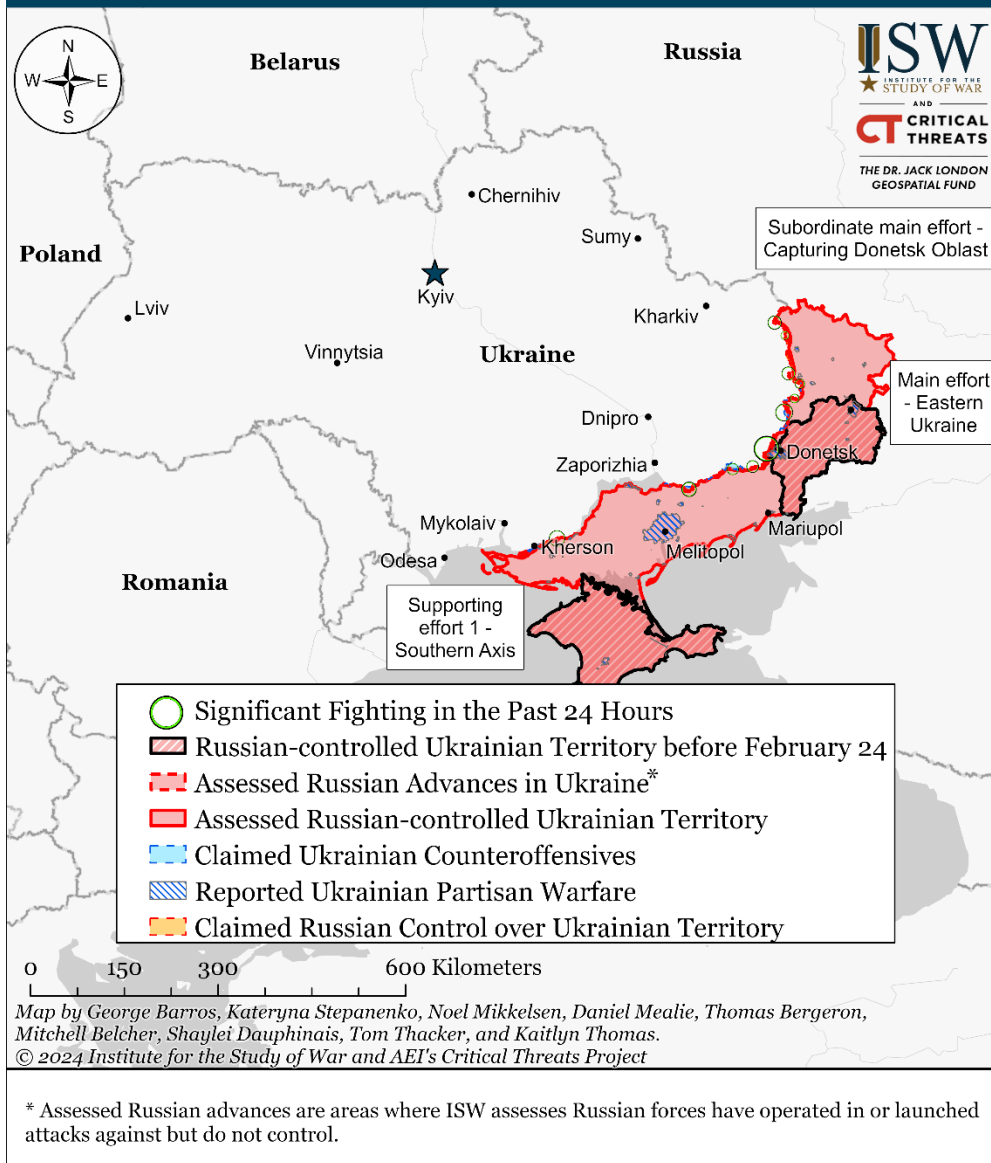 N
W
E
S
Belarus
Russia
ISW
INSTITUTE FOR THE
STUDY OF WAR
AND
CT CRITICAL
THREATS
THE DR. JACK LONDON
GEOSPATIAL FUND
Chernihiv
Subordinate main effort -
Capturing Donetsk Oblast
Sumy
Poland
Kyiv
Lviv
Kharkiv
Vinnytsia
Ukraine
Main effort
- Eastern
Ukraine
Dnipro
Donetsk
Zaporizhia
Mykolaiv
Mariupol
Kherson
Melitopol
Odesa
Romania
Supporting
effort 1 -
Southern Axis
Significant Fighting in the Past 24 Hours
Russian-controlled Ukrainian Territory before February 24
Assessed Russian Advances in Ukraine*
Assessed Russian-controlled Ukrainian Territory
Claimed Ukrainian Counteroffensives
Reported Ukrainian Partisan Warfare
Claimed Russian Control over Ukrainian Territory
0 150 300 600 Kilometers
Map by George Barros, Kateryna Stepanenko, Noel Mikkelsen, Daniel Mealie, Thomas Bergeron,
Mitchell Belcher, Shaylei Dauphinais, Tom Thacker, and Kaitlyn Thomas.
© 2024 Institute for the Study of War and AEI's Critical Threats Project
* Assessed Russian advances are areas where ISW assesses Russian forces have operated in or launched
attacks against but do not control.